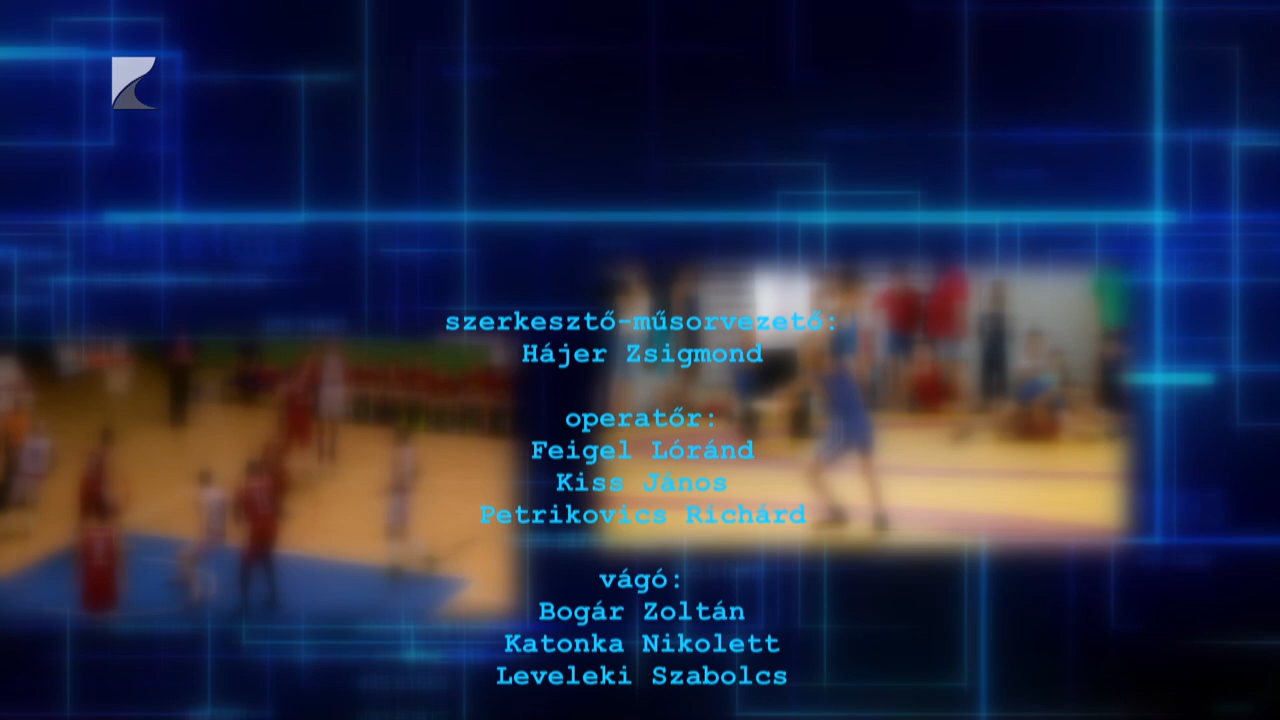 szerkesztő-műsorvezető:
Hájer Zsigmond
operatőr:
Feigel Lóránd
Kiss János
Petrikovics Richárd
vágó:
Bogár Zoltán
Katonka Nikolett
Leveleki Szabolcs